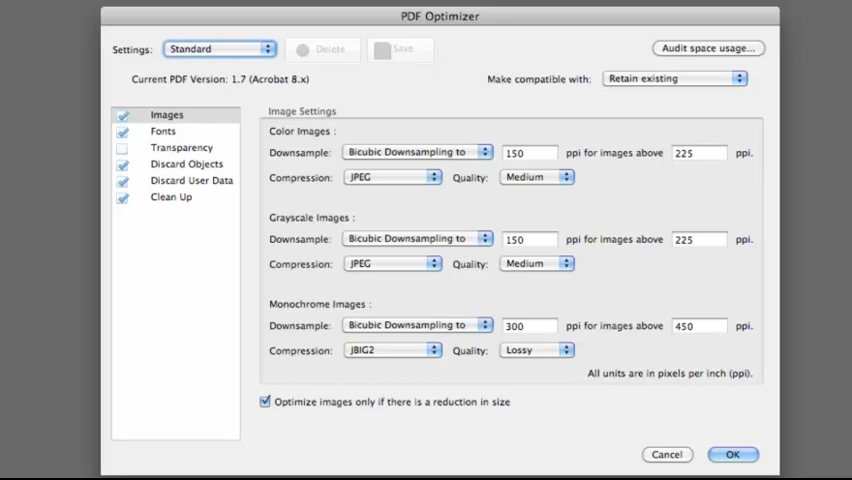 PDF Optimizer
Settings: Standard Delete Save Audit space usage...
Current PDF Version: 1.7 (Acrobat 8.x) Make compatible with: Retain existing
Images
Fonts
Transparency
Discard Objects
Discard User Data
Clean Up
Image Settings
Color Images :
Downsample: Bicubic Downsampling to 150 ppi for images above 225 ppi.
Compression: JPEG Quality: Medium
Grayscale Images :
Downsample: Bicubic Downsampling to 150 ppi for images above 225 ppi.
Compression: JPEG Quality: Medium
Monochrome Images :
Downsample: Bicubic Downsampling to 300 ppi for images above 450 ppi.
Compression: JBIG2 Quality: Lossy
All units are in pixels per inch (ppi).
Optimize images only if there is a reduction in size
Cancel OK